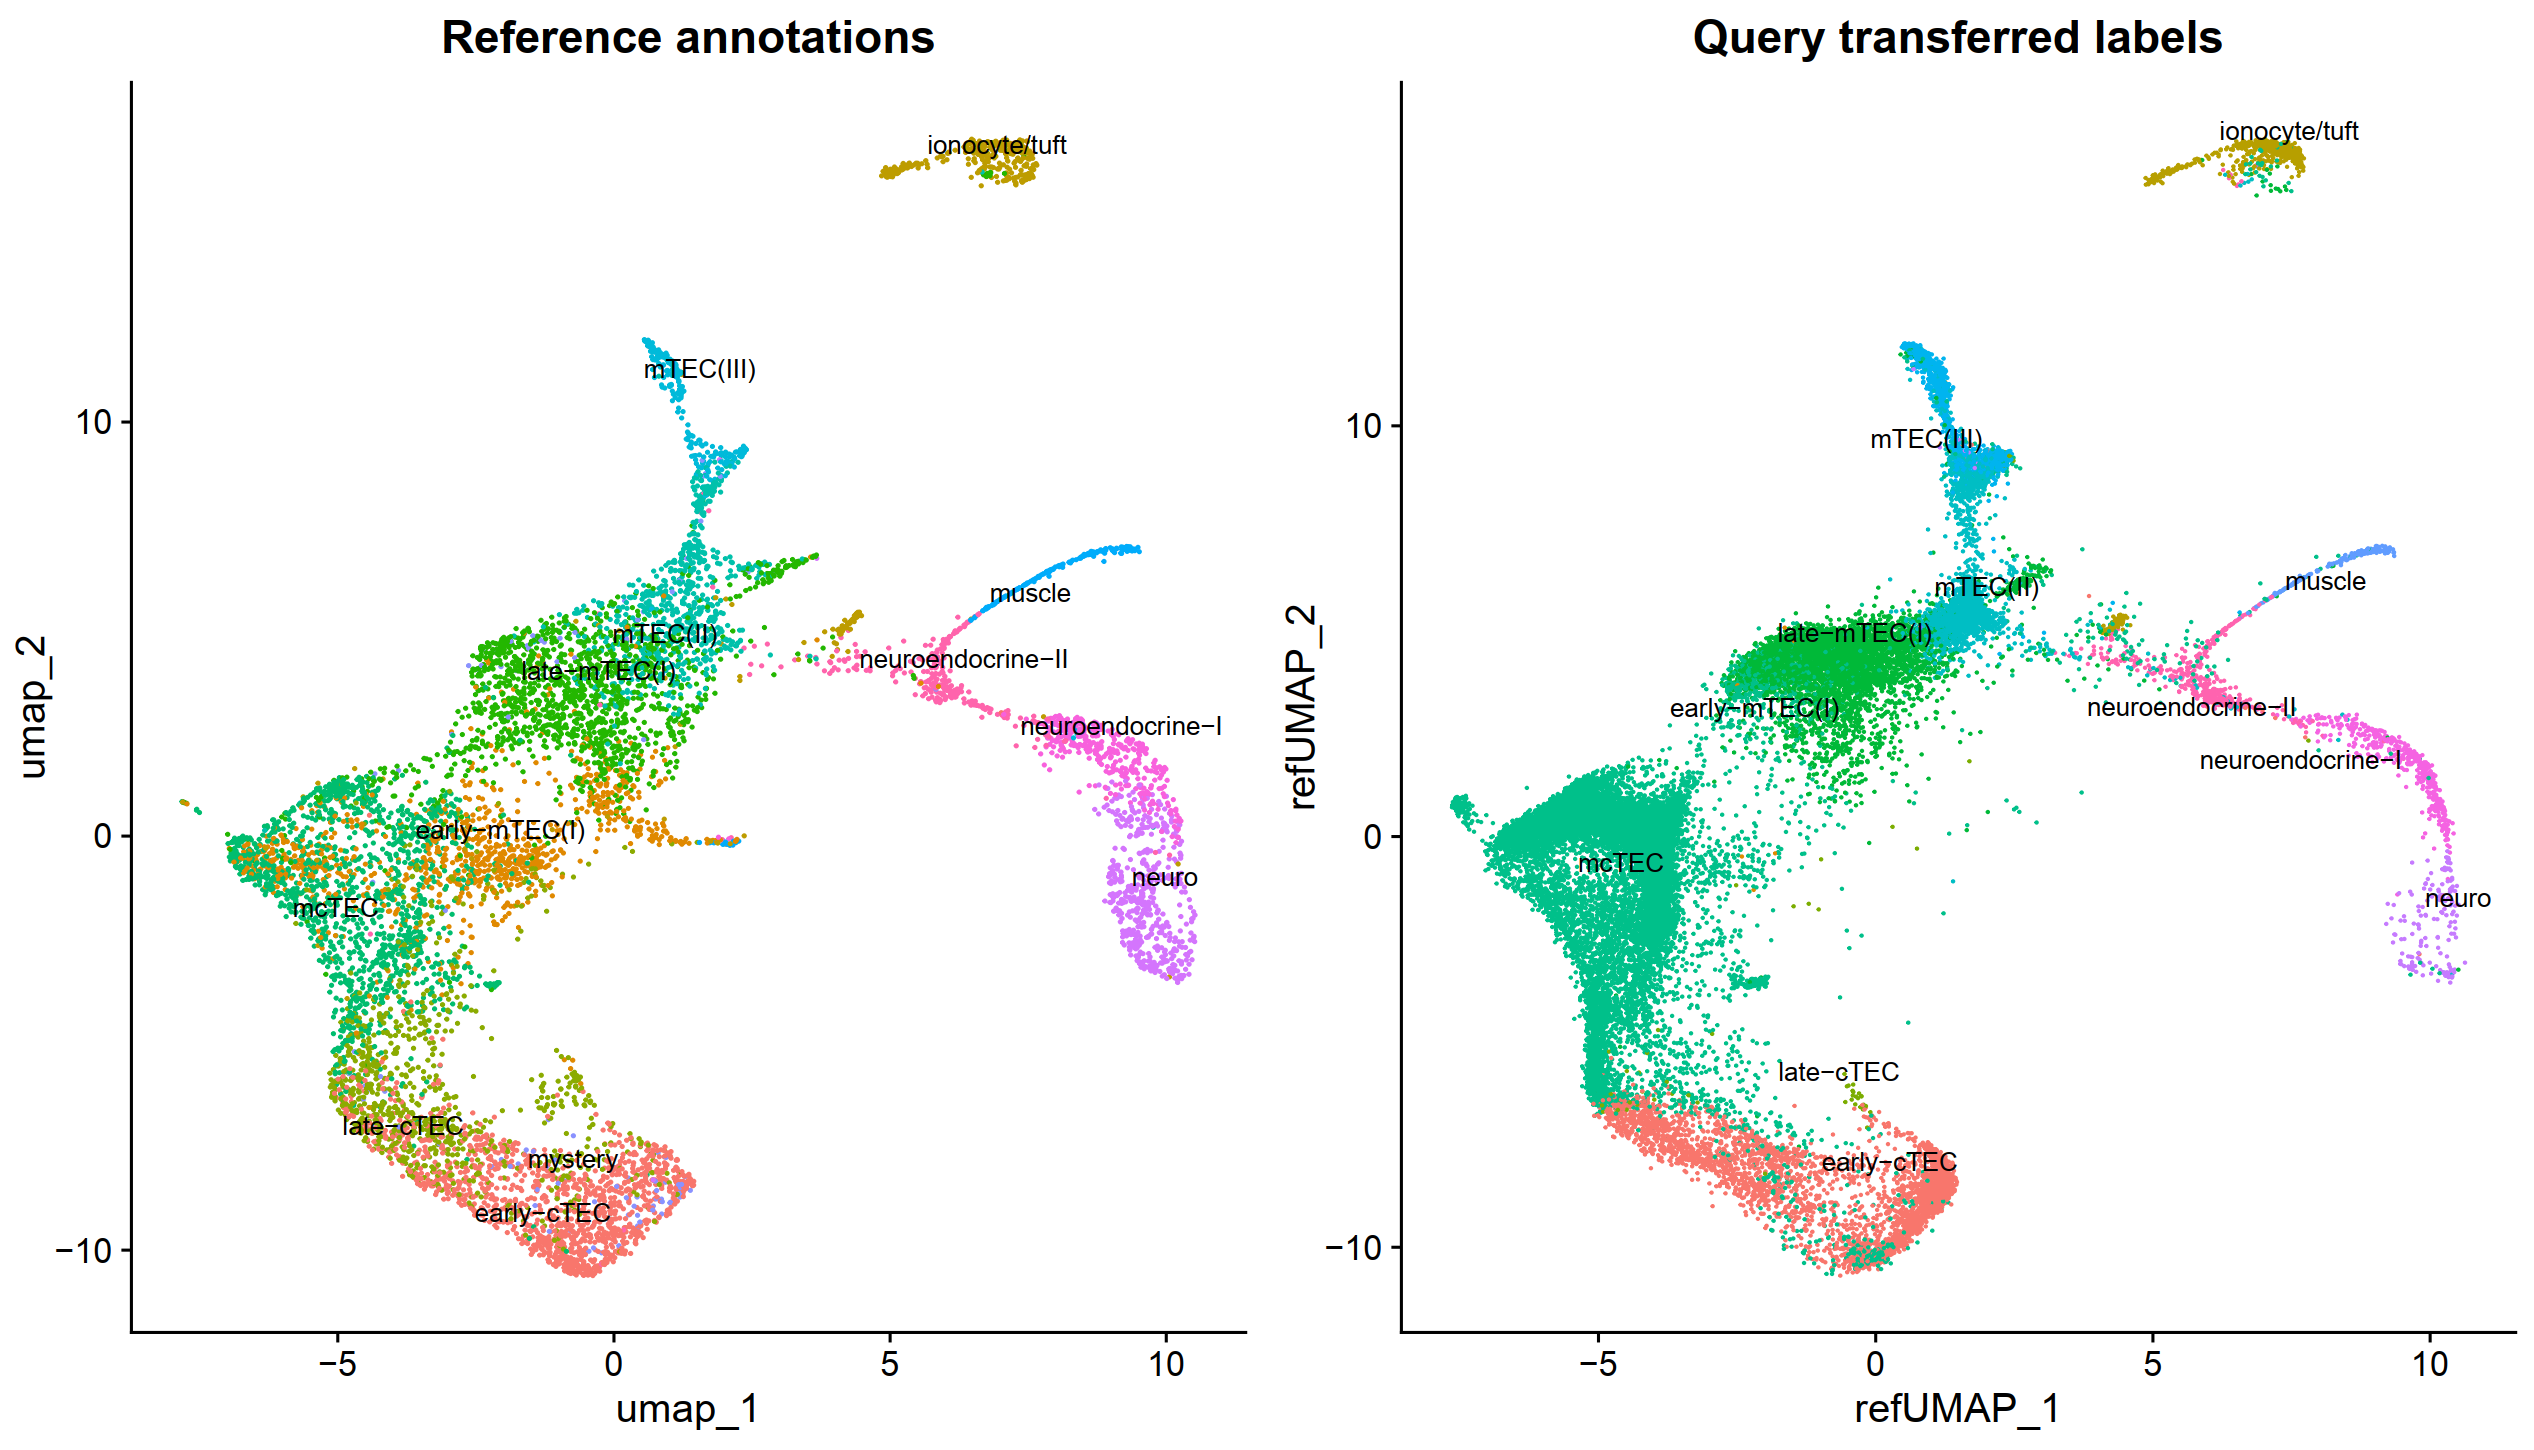 Reference annotations
ionocyte/tuft
mTEC(III)
muscle
mTEC(II)
neuroendocrine−II
late−mTEC(I)
neuroendocrine−I
early−mTEC(I)
neuro
mcTEC
late−cTEC
mystery
early−cTEC
10
0
−10
−5
0
5
10
umap_1
umap_2
Query transferred labels
ionocyte/tuft
mTEC(III)
muscle
mTEC(II)
late−mTEC(I)
early−mTEC(I)
neuroendocrine−II
neuroendocrine−I
mcTEC
neuro
late−cTEC
early−cTEC
10
0
−10
−5
0
5
10
refUMAP_1
refUMAP_2